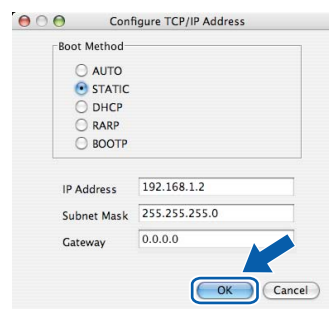 Configure TCP/IP Address
Boot Method
AUTO
STATIC
DHCP
RARP
BOOTP
IP Address 192.168.1.2
Subnet Mask 255.255.255.0
Gateway 0.0.0.0
OK Cancel